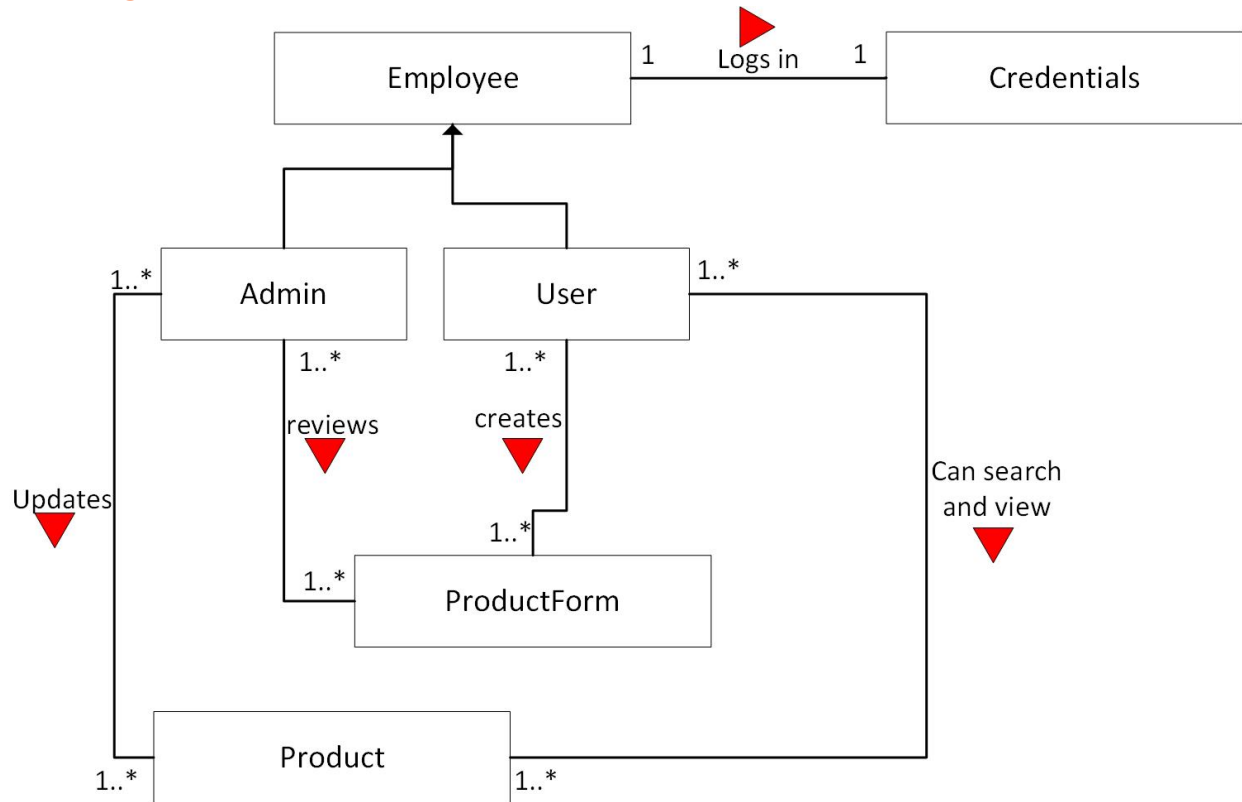 Employee
1
Logs in
1
Credentials
Admin
User
1..*
1..*
1..*
1..*
reviews
creates
Updates
Can search
and view
1..*
1..*
ProductForm
Product
1..*
1..*